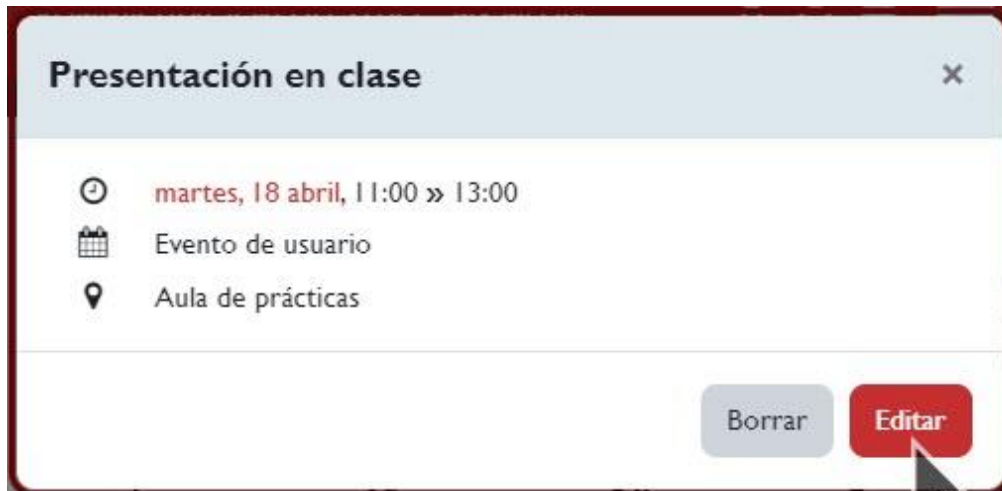 Presentación en clase
×
martes, 18 abril, 11:00 » 13:00
Evento de usuario
Aula de prácticas
Borrar
Editar